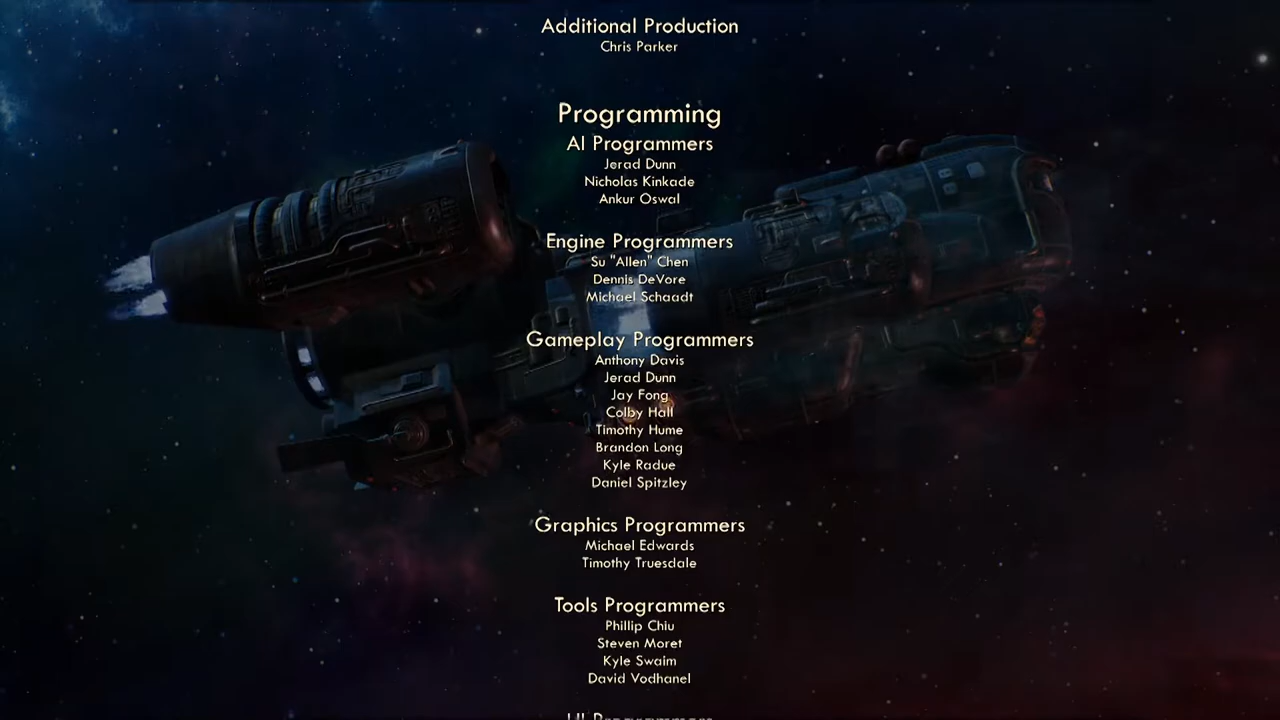 Additional Production
Chris Parker
Programming
AI Programmers
Jerad Dunn
Nicholas Kinkade
Ankur Oswal
Engine Programmers
Su "Allen" Chen
Dennis DeVore
Michael Schaadt
Gameplay Programmers
Anthony Davis
Jerad Dunn
Jay Fong
Colby Hall
Timothy Hume
Brandon Long
Kyle Radue
Daniel Spitzley
Graphics Programmers
Michael Edwards
Timothy Truesdale
Tools Programmers
Phillip Chiu
Steven Moret
Kyle Swaim
David Vodhanel
UI Programmers